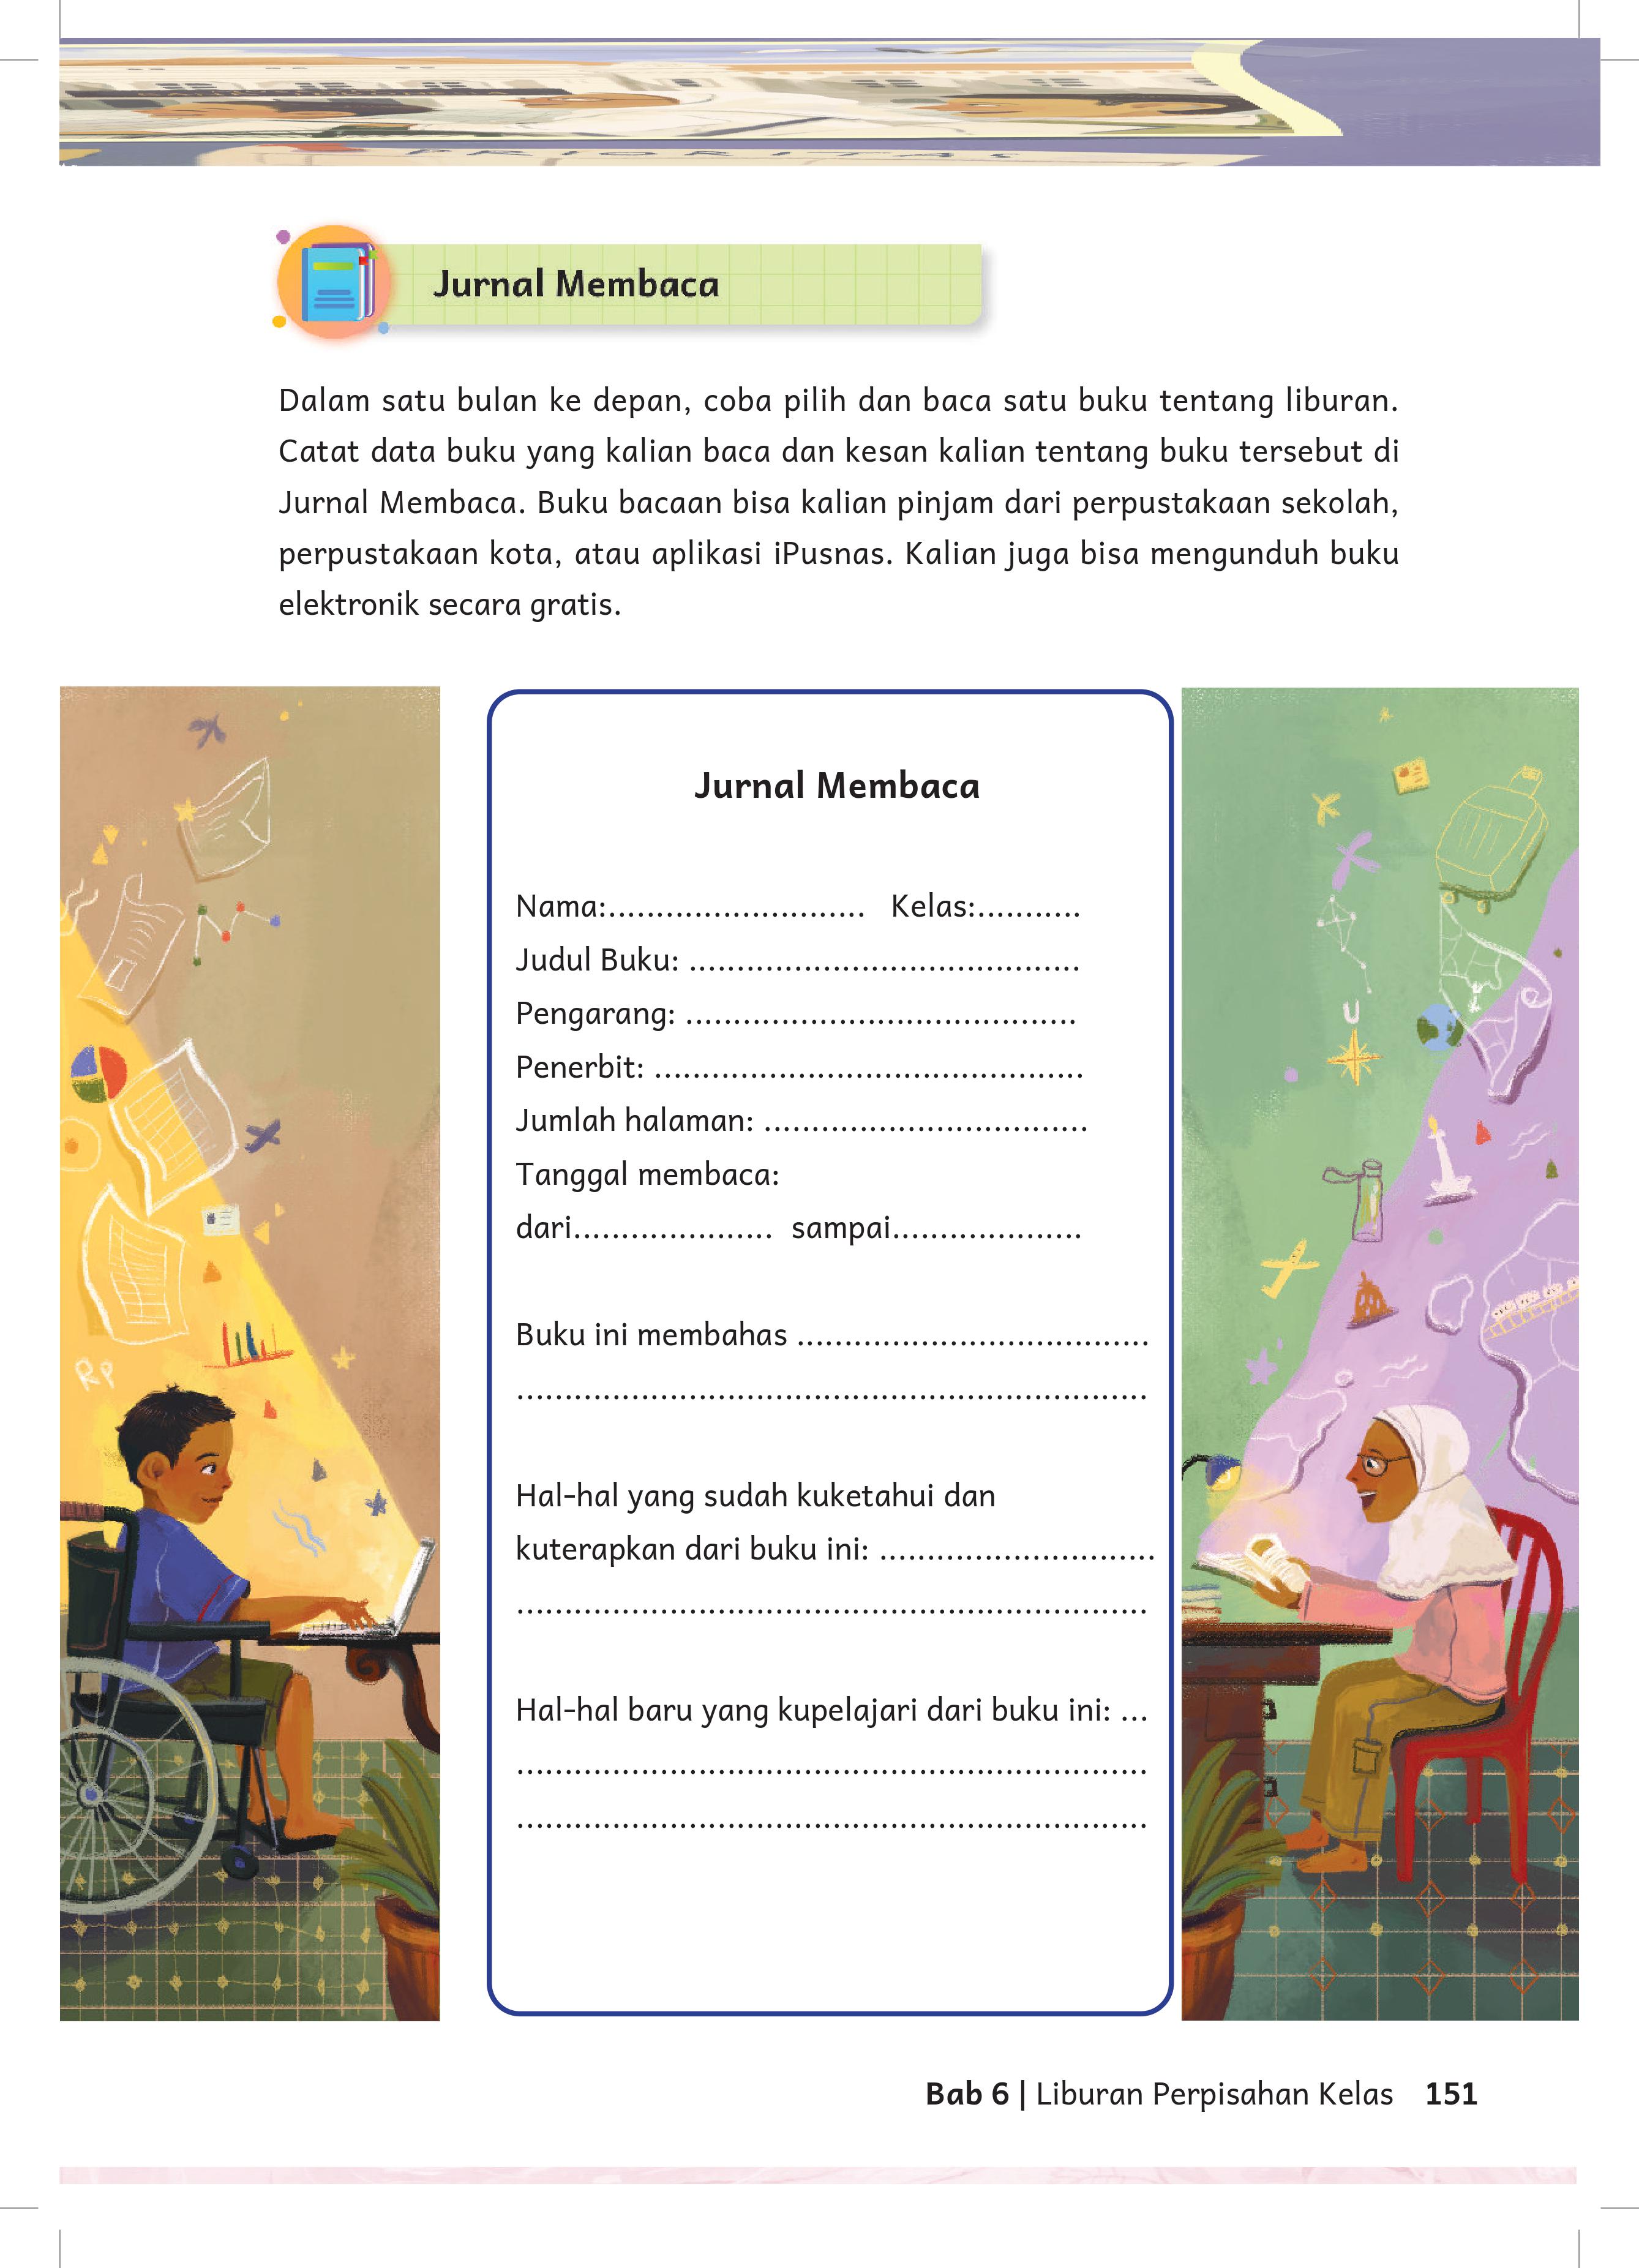 Jurnal Membaca
Dalam satu bulan ke depan, coba pilih dan baca satu buku tentang liburan.
Catat data buku yang kalian baca dan kesan kalian tentang buku tersebut di
Jurnal Membaca. Buku bacaan bisa kalian pinjam dari perpustakaan sekolah,
perpustakaan kota, atau aplikasi iPusnas. Kalian juga bisa mengunduh buku
elektronik secara gratis.
Jurnal Membaca
Nama:........................... Kelas:...........
Judul Buku: .........................................
Pengarang: .........................................
Penerbit: .............................................
Jumlah halaman: ..................................
Tanggal membaca:
dari..................... sampai....................
Buku ini membahas .....................................
..................................................................
Hal-hal yang sudah kuketahui dan
kuterapkan dari buku ini: .............................
..................................................................
Hal-hal baru yang kupelajari dari buku ini: ...
..................................................................
..................................................................
Rp
U
Bab 6 | Liburan Perpisahan Kelas 151